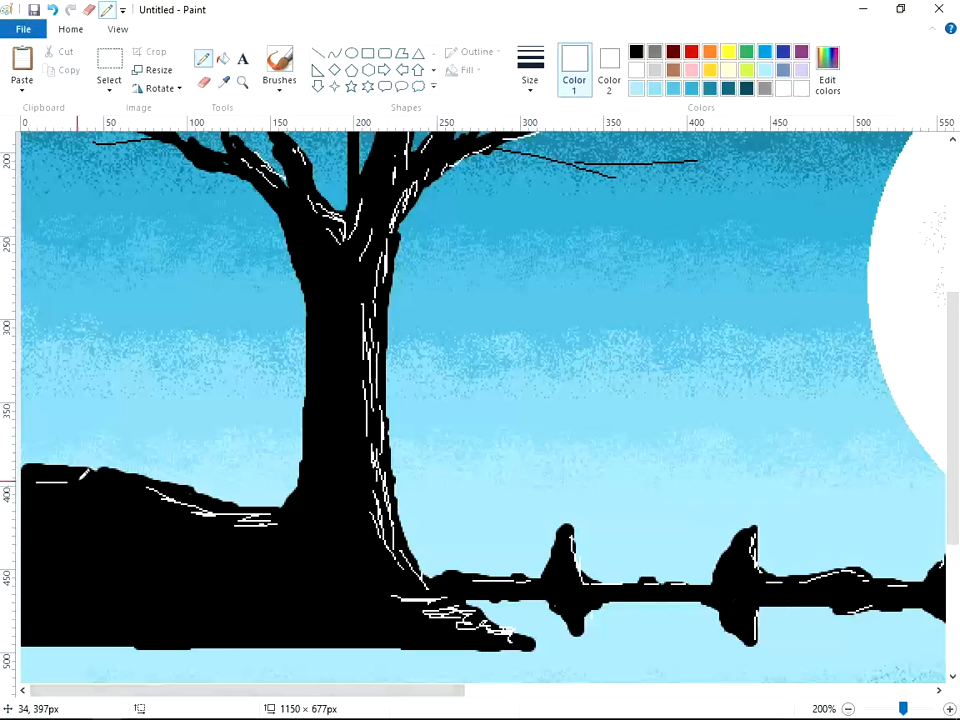 Untitled - Paint
File
Home
View
Paste
Cut
Copy
Clipboard
Select
Crop
Resize
Rotate
Image
A
Tools
Brushes
Outline
Fill
Shapes
Size
Color 1
Color 2
Edit colors
Colors
0 50 100 150 200 250 300 350 400 450 500 550
200
250
300
350
400
450
500
34, 397px
1150 × 677px
200%